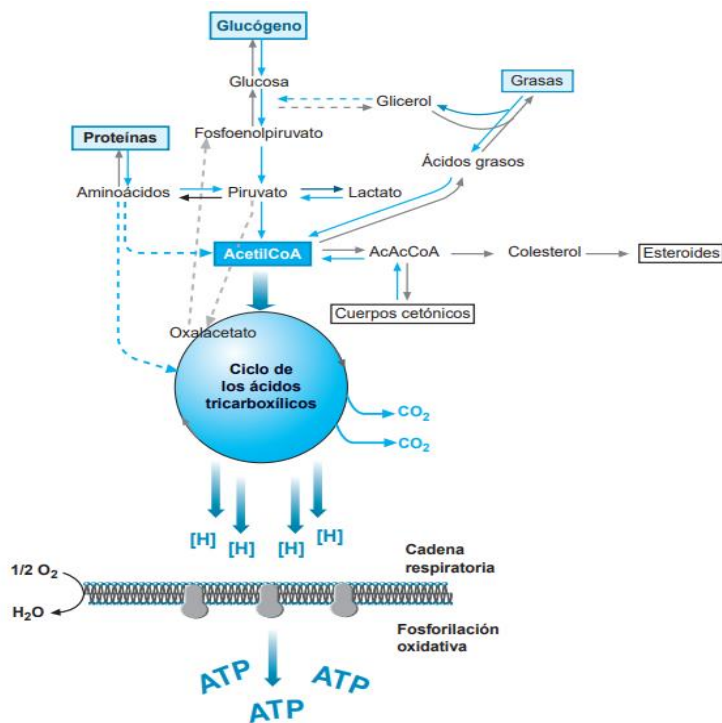 Glucógeno
Glucosa
Grasas
Glicerol
Proteínas
Fosfoenolpiruvato
Ácidos grasos
Aminoácidos
Piruvato
Lactato
AcetilCoA
AcAcCoA
Colesterol
Esteroides
Cuerpos cetónicos
Oxalacetato
Ciclo de
los ácidos
tricarboxílicos
CO2
CO2
[H]
[H]
[H]
[H]
Cadena
respiratoria
1/2 O2
H2O
Fosforilación
oxidativa
ATP
ATP
ATP